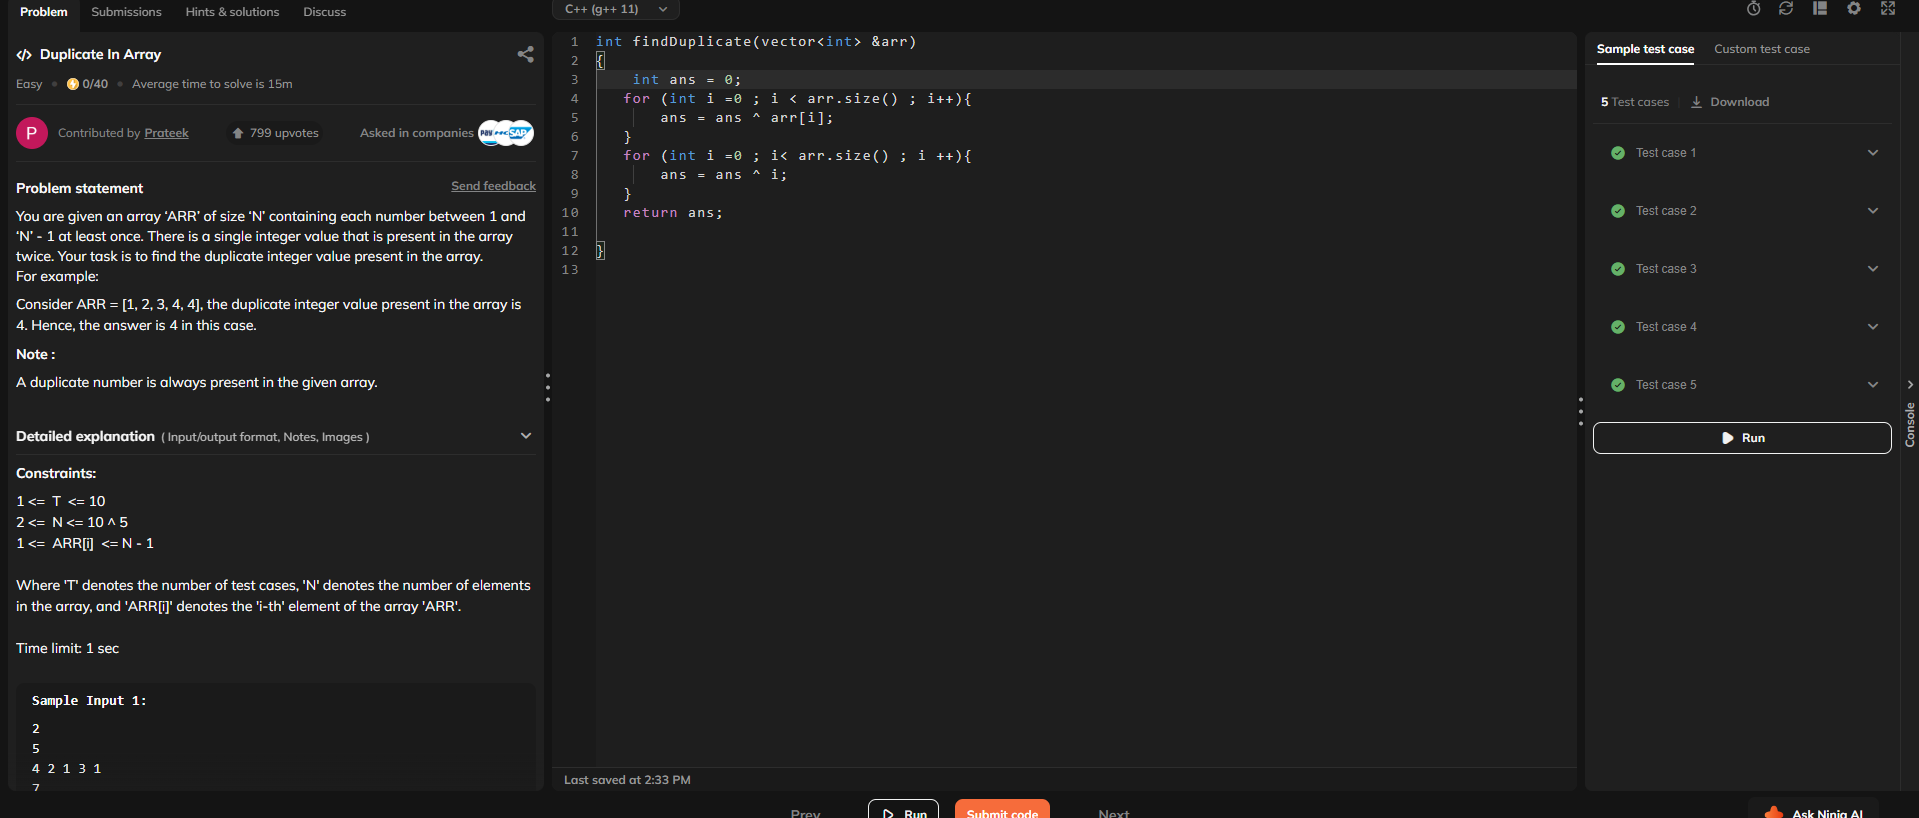 Problem
Submissions
Hints & solutions
Discuss
C++ (g++ 11)
</> Duplicate In Array
Easy
0/40
Average time to solve is 15m
P
Contributed by Prateek
799 upvotes
Asked in companies
SAP
Problem statement
Send feedback
You are given an array ‘ARR’ of size ‘N’ containing each number between 1 and
‘N’ - 1 at least once. There is a single integer value that is present in the array
twice. Your task is to find the duplicate integer value present in the array.
For example:
Consider ARR = [1, 2, 3, 4, 4], the duplicate integer value present in the array is
4. Hence, the answer is 4 in this case.
Note :
A duplicate number is always present in the given array.
Detailed explanation ( Input/output format, Notes, Images )
Constraints:
1 <= T <= 10
2 <= N <= 10 ^ 5
1 <= ARR[i] <= N - 1
Where 'T' denotes the number of test cases, 'N' denotes the number of elements
in the array, and 'ARR[i]' denotes the 'i-th' element of the array 'ARR'.
Time limit: 1 sec
Sample Input 1:
2
5
4 2 1 3 1
7
1 int findDuplicate(vector<int> &arr)
2 {
3 int ans = 0;
4 for (int i =0 ; i < arr.size() ; i++){
5 ans = ans ^ arr[i];
6 }
7 for (int i =0 ; i< arr.size() ; i ++){
8 ans = ans ^ i;
9 }
10 return ans;
11
12 }
13
Last saved at 2:33 PM
Prev
Run
Submit code
Next
Sample test case
Custom test case
5 Test cases
Download
Test case 1
Test case 2
Test case 3
Test case 4
Test case 5
Run
Console
Ask Ninja AI